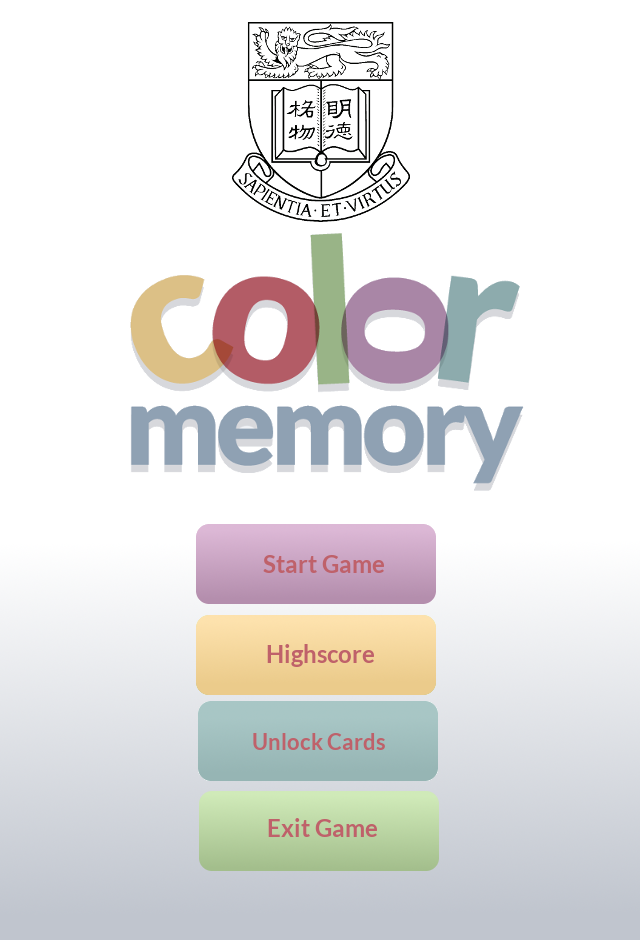 明德
格物
SAPIENTIA·ET·VIRTUS
color
memory
Start Game
Highscore
Unlock Cards
Exit Game